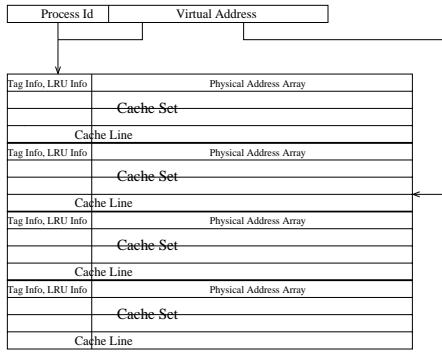 Process Id Virtual Address
Tag Info, LRU Info Physical Address Array
Cache Set
Cache Line
Tag Info, LRU Info Physical Address Array
Cache Set
Cache Line
Tag Info, LRU Info Physical Address Array
Cache Set
Cache Line
Tag Info, LRU Info Physical Address Array
Cache Set
Cache Line